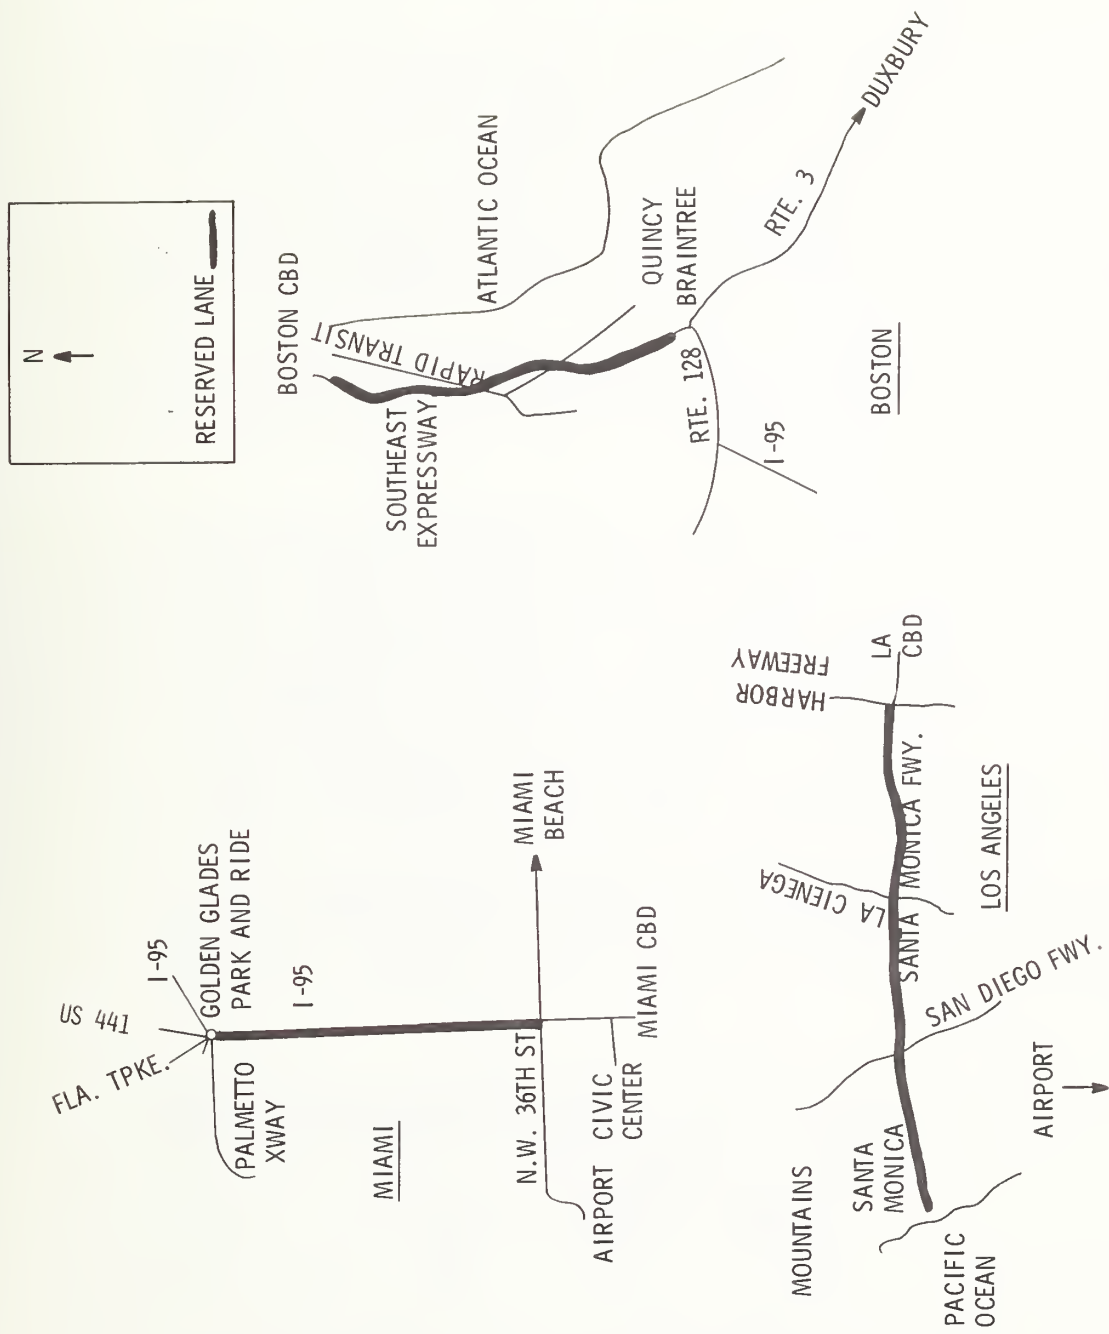 N
RESERVED LANE
US 441
I-95
FLA. TPKE.
GOLDEN GLADES
PARK AND RIDE
PALMETTO
XWAY
I-95
MIAMI
N.W. 36TH ST
MIAMI
BEACH
AIRPORT
CIVIC
CENTER
MIAMI CBD
BOSTON CBD
RAPID TRANSIT
SOUTHEAST
EXPRESSWAY
ATLANTIC OCEAN
QUINCY
BRAINTREE
RTE. 128
I-95
RTE. 3
DUXBURY
BOSTON
MOUNTAINS
SANTA
MONICA
PACIFIC
OCEAN
AIRPORT
SAN DIEGO FWY.
LA CIENEGA
SANTA MONICA FWY.
HARBOR
FREEWAY
LA
CBD
LOS ANGELES